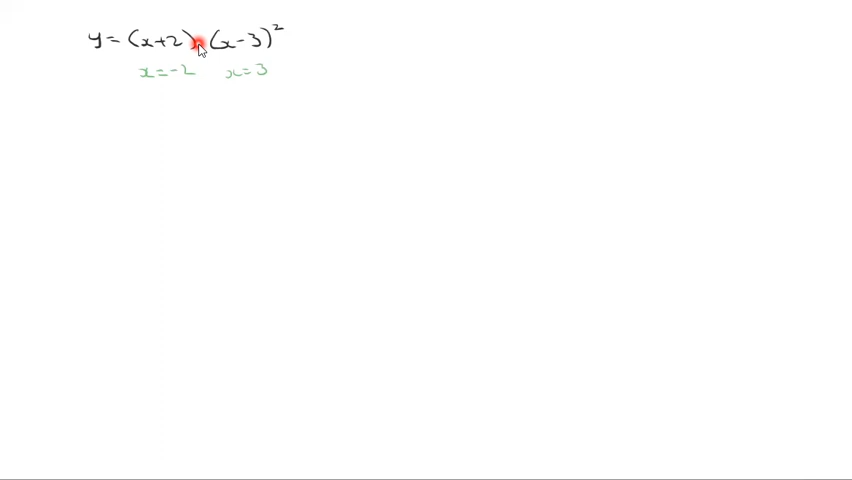 y = (x+2) (x-3)²
x=-2 x=3